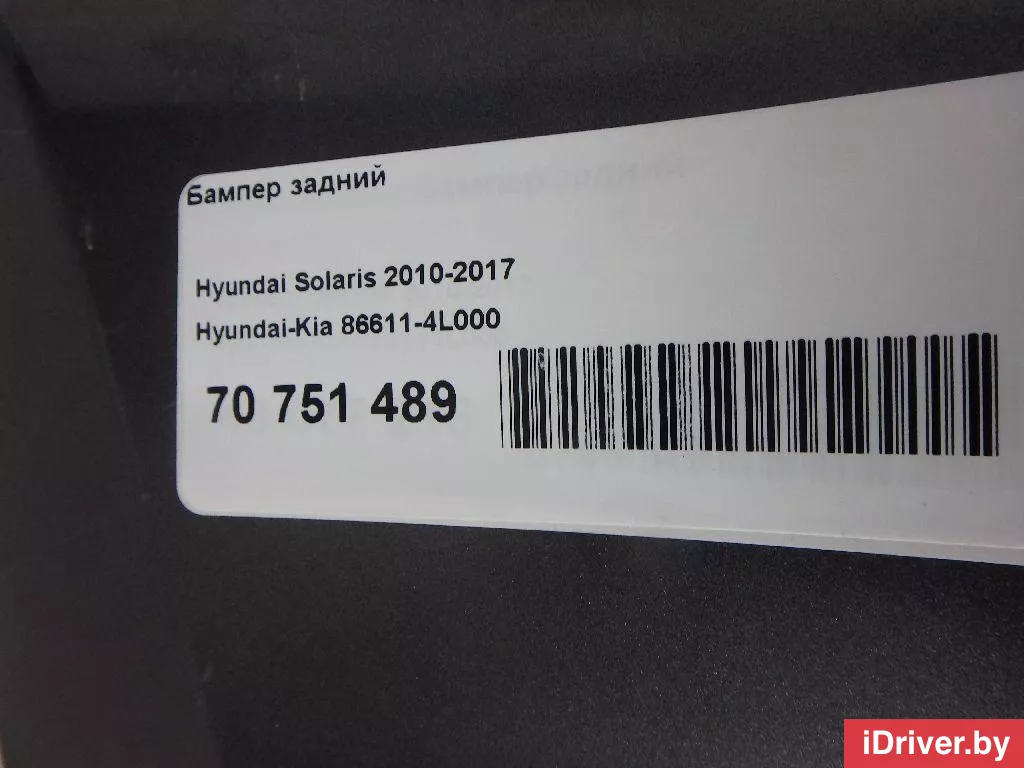 Бампер задний
Hyundai Solaris 2010-2017
Hyundai-Kia 86611-4L000
70 751 489
iDriver.by